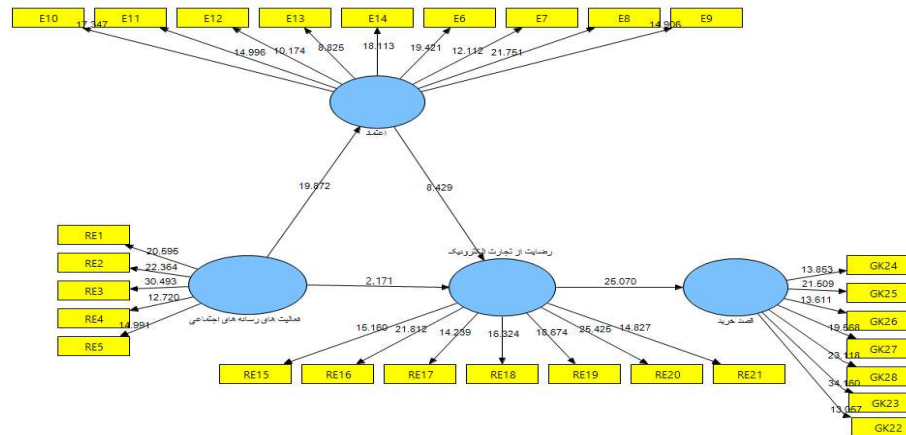 E10 E11 E12 E13 E14 E6 E7 E8 E9
17.347 14.996 10.174 8.825 18.113 19.421 12.112 21.751 14.906
اعتماد
19.872 8.429
RE1
RE2
RE3
RE4
RE5
20.595
22.364
30.493
12.720
14.991
فعالیت های رسانه های اجتماعی
2.171
رضایت از تجارت الکترونیک
25.070
قصد خرید
15.160 21.812 14.239 16.324 18.674 25.425 14.827
RE15 RE16 RE17 RE18 RE19 RE20 RE21
13.853
21.509
13.611
19.568
23.118
34.160
13.057
GK24
GK25
GK26
GK27
GK28
GK23
GK22